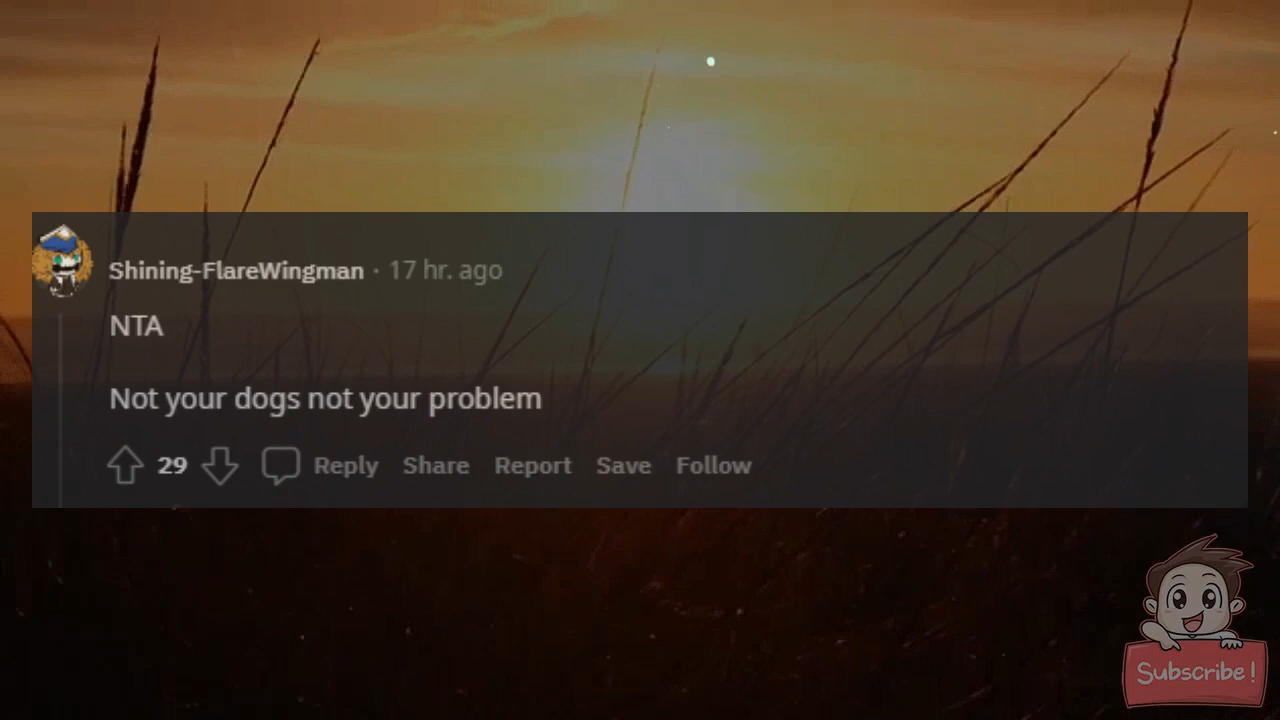 Shining-FlareWingman · 17 hr. ago
NTA
Not your dogs not your problem
29 Reply Share Report Save Follow
Subscribe!